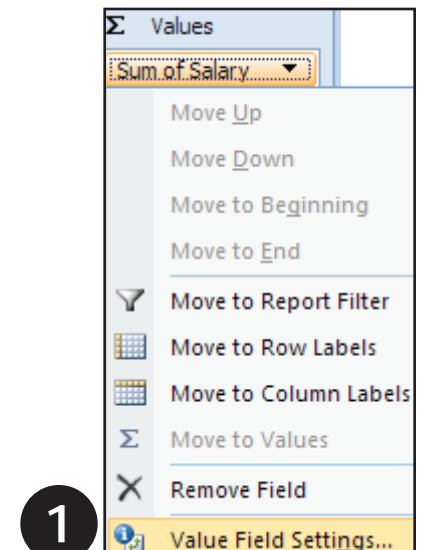 Σ Values
Sum of Salary
Move Up
Move Down
Move to Beginning
Move to End
Move to Report Filter
Move to Row Labels
Move to Column Labels
Σ Move to Values
Remove Field
1 Value Field Settings...